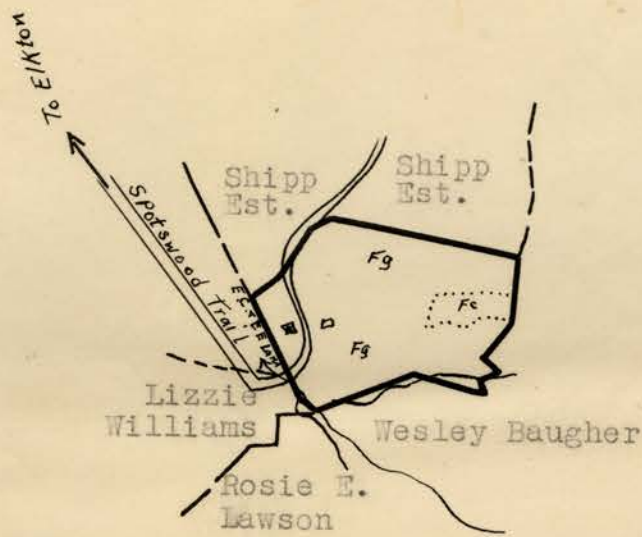 To Elkton
Spotswood Trail
Shipp
Est.
Shipp
Est.
Fg
Fc
Fg
Lizzie
Williams
Wesley Baugher
Rosie E.
Lawson